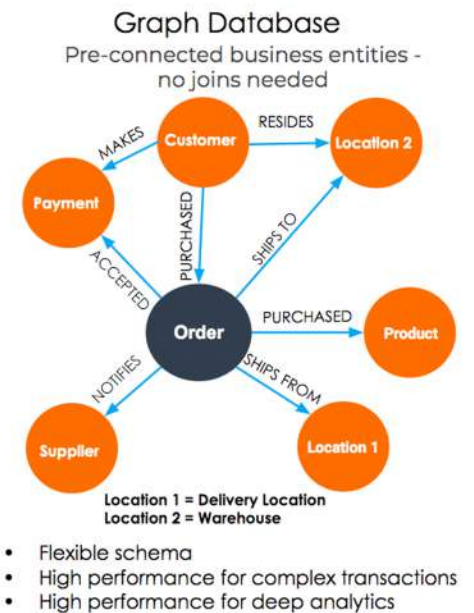 Graph Database
Pre-connected business entities -
no joins needed
Customer
RESIDES
Location 2
MAKES
Payment
PURCHASED
SHIPS TO
ACCEPTED
Order
PURCHASED
Product
NOTIFIES
SHIPS FROM
Supplier
Location 1
Location 1 = Delivery Location
Location 2 = Warehouse
• Flexible schema
• High performance for complex transactions
• High performance for deep analytics